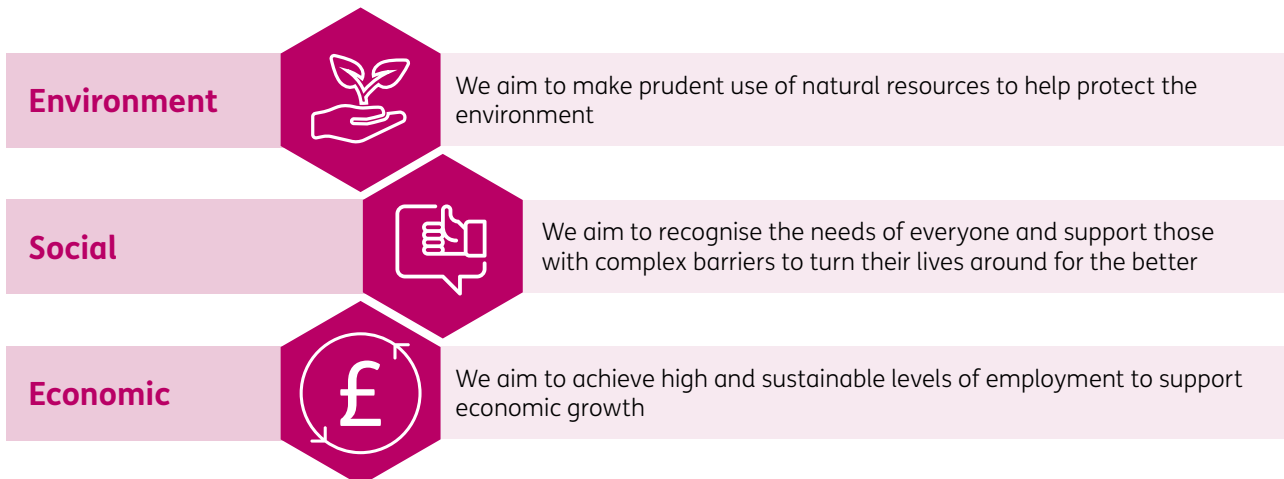 Environment
We aim to make prudent use of natural resources to help protect the
environment
Social
We aim to recognise the needs of everyone and support those
with complex barriers to turn their lives around for the better
£
Economic
We aim to achieve high and sustainable levels of employment to support
economic growth